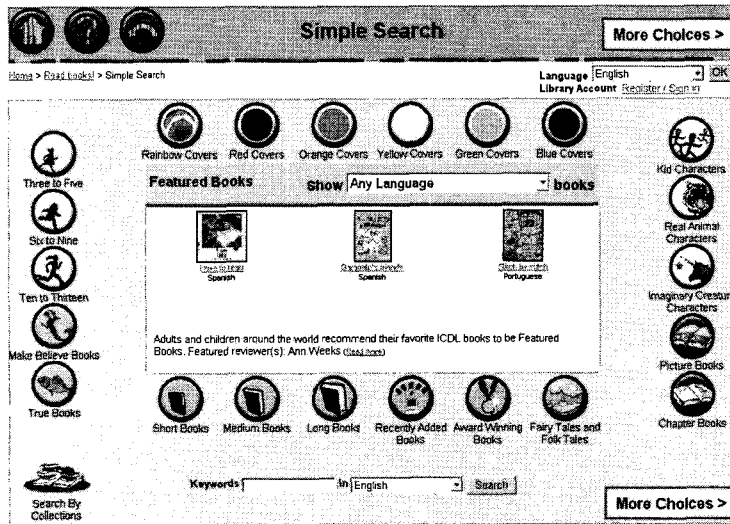 Simple Search
More Choices >
Home > Read books! > Simple Search
Language English OK
Library Account Register / Sign in
Rainbow Covers Red Covers Orange Covers Yellow Covers Green Covers Blue Covers
Three to Five
Six to Nine
Ten to Thirteen
Make Believe Books
True Books
Featured Books Show Any Language books
Spanish
Spanish
Portuguese
Adults and children around the world recommend their favorite ICDL books to be Featured
Books. Featured reviewer(s): Ann Weeks
Kid Characters
Real Animal
Characters
Imaginary Creature
Characters
Picture Books
Chapter Books
Short Books Medium Books Long Books Recently Added Books Award Winning Books Fairy Tales and Folk Tales
Search By
Collections
Keywords in English Search
More Choices >